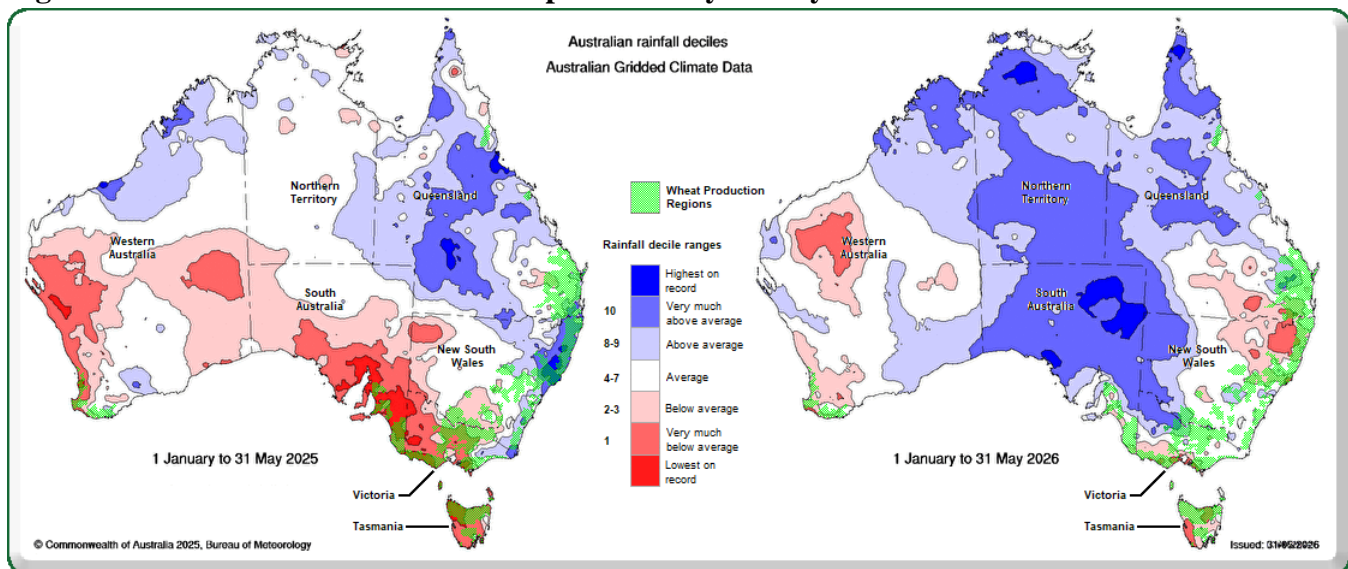 Australian rainfall deciles
Australian Gridded Climate Data
Northern
Territory
Queensland
Western
Australia
South
Australia
New South
Wales
1 January to 31 May 2025
Victoria
Tasmania
© Commonwealth of Australia 2025, Bureau of Meteorology
Wheat Production
Regions
Rainfall decile ranges
Highest on
record
10 Very much
above average
8-9 Above average
4-7 Average
2-3 Below average
1 Very much
below average
Lowest on
record
Northern
Territory
Queensland
Western
Australia
South
Australia
New South
Wales
1 January to 31 May 2026
Victoria
Tasmania
Issued: